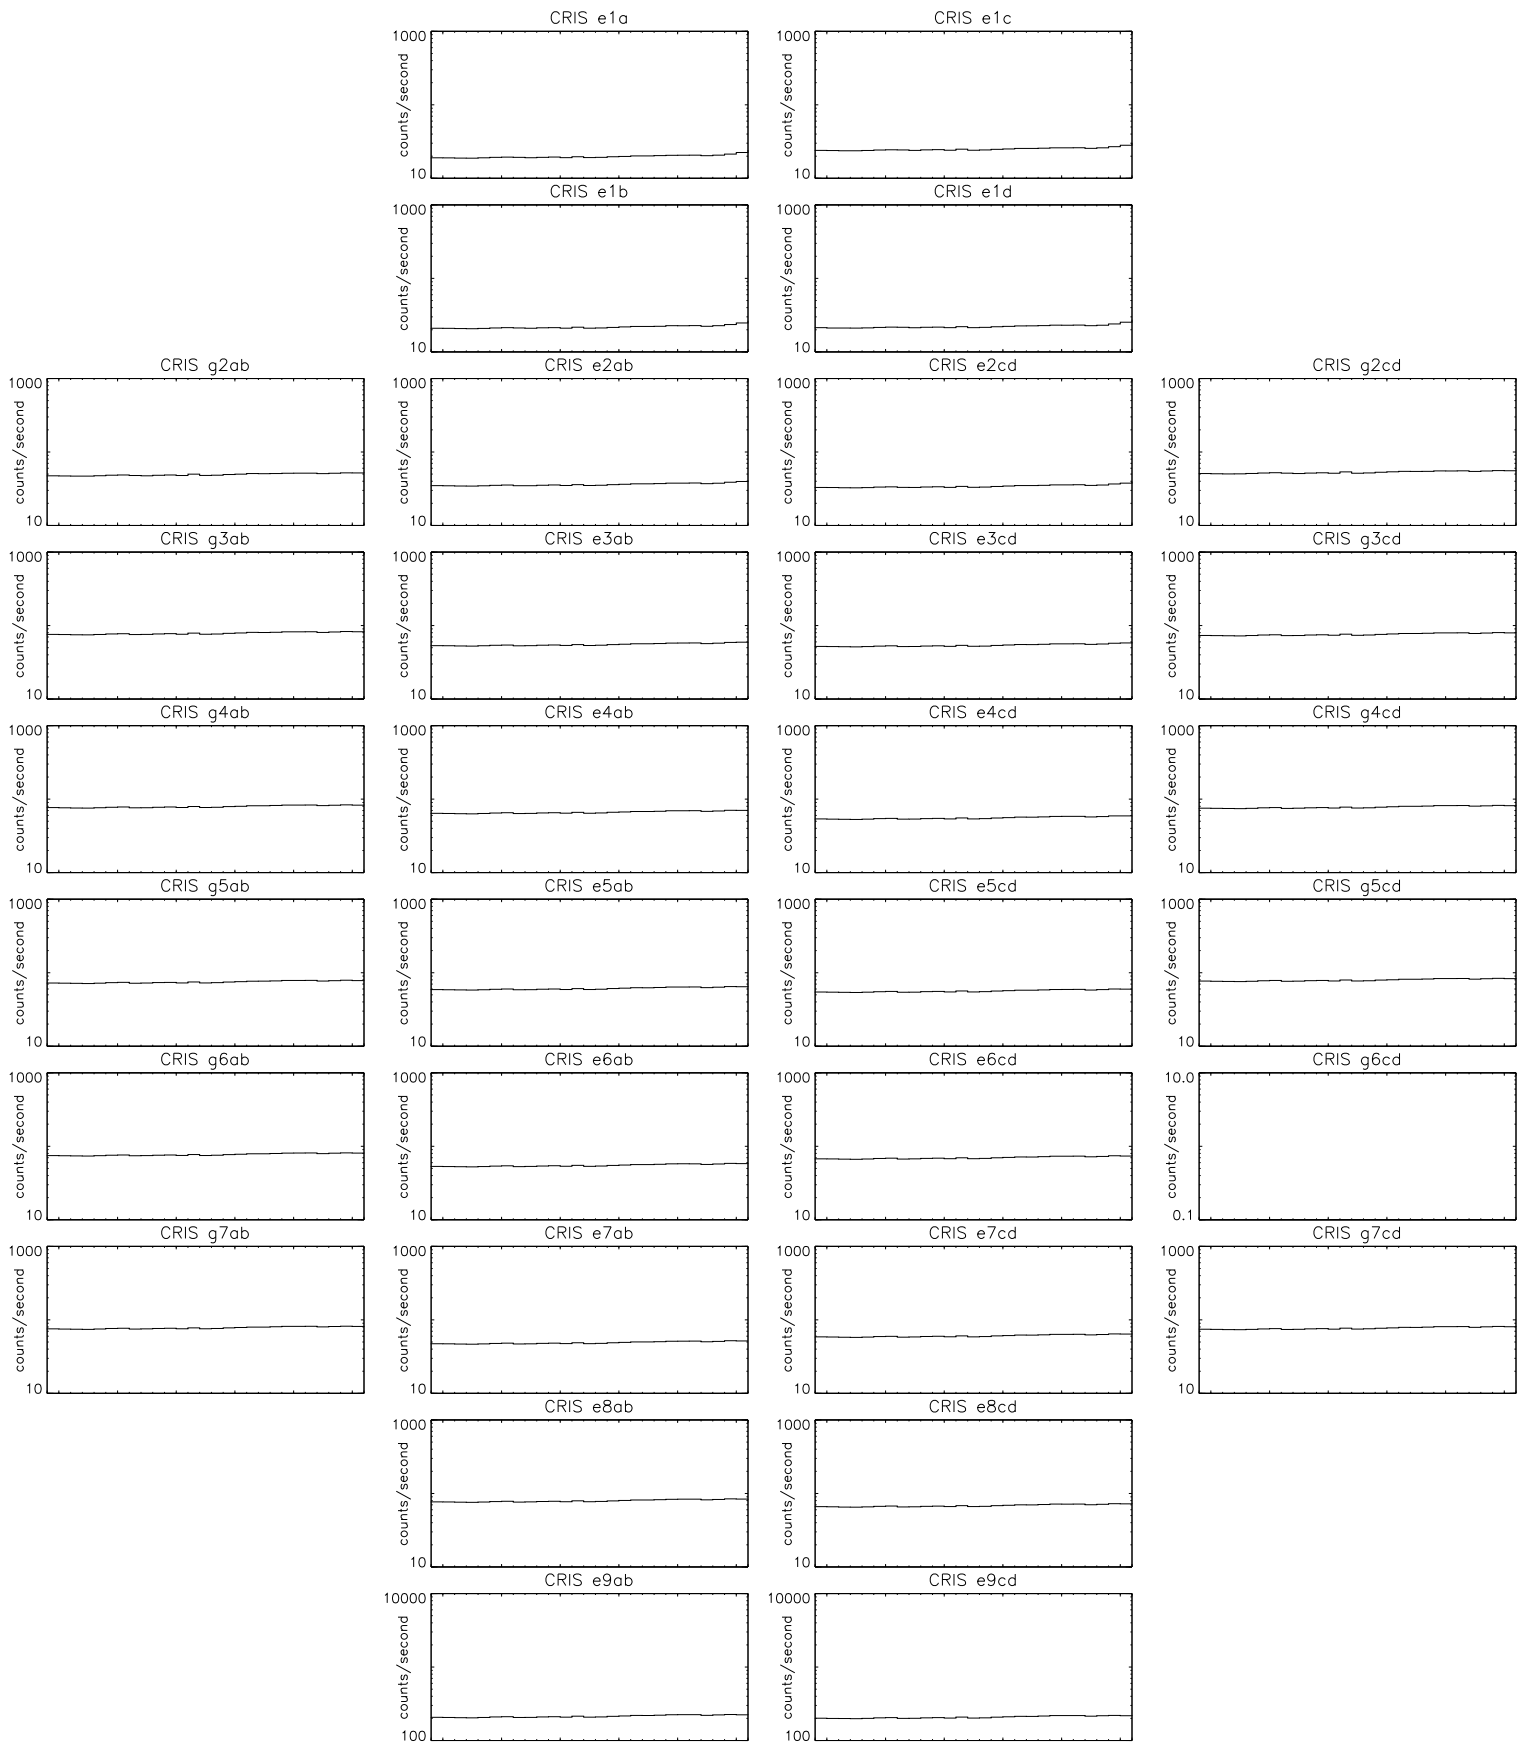 CRIS e1a
1000
counts/second
10
CRIS e1c
1000
counts/second
10
CRIS e1b
1000
counts/second
10
CRIS e1d
1000
counts/second
10
CRIS g2ab
1000
counts/second
10
CRIS e2ab
1000
counts/second
10
CRIS e2cd
1000
counts/second
10
CRIS g2cd
1000
counts/second
10
CRIS g3ab
1000
counts/second
10
CRIS e3ab
1000
counts/second
10
CRIS e3cd
1000
counts/second
10
CRIS g3cd
1000
counts/second
10
CRIS g4ab
1000
counts/second
10
CRIS e4ab
1000
counts/second
10
CRIS e4cd
1000
counts/second
10
CRIS g4cd
1000
counts/second
10
CRIS g5ab
1000
counts/second
10
CRIS e5ab
1000
counts/second
10
CRIS e5cd
1000
counts/second
10
CRIS g5cd
1000
counts/second
10
CRIS g6ab
1000
counts/second
10
CRIS e6ab
1000
counts/second
10
CRIS e6cd
1000
counts/second
10
CRIS g6cd
10.0
counts/second
0.1
CRIS g7ab
1000
counts/second
10
CRIS e7ab
1000
counts/second
10
CRIS e7cd
1000
counts/second
10
CRIS g7cd
1000
counts/second
10
CRIS e8ab
1000
counts/second
10
CRIS e8cd
1000
counts/second
10
CRIS e9ab
10000
counts/second
100
CRIS e9cd
10000
counts/second
100